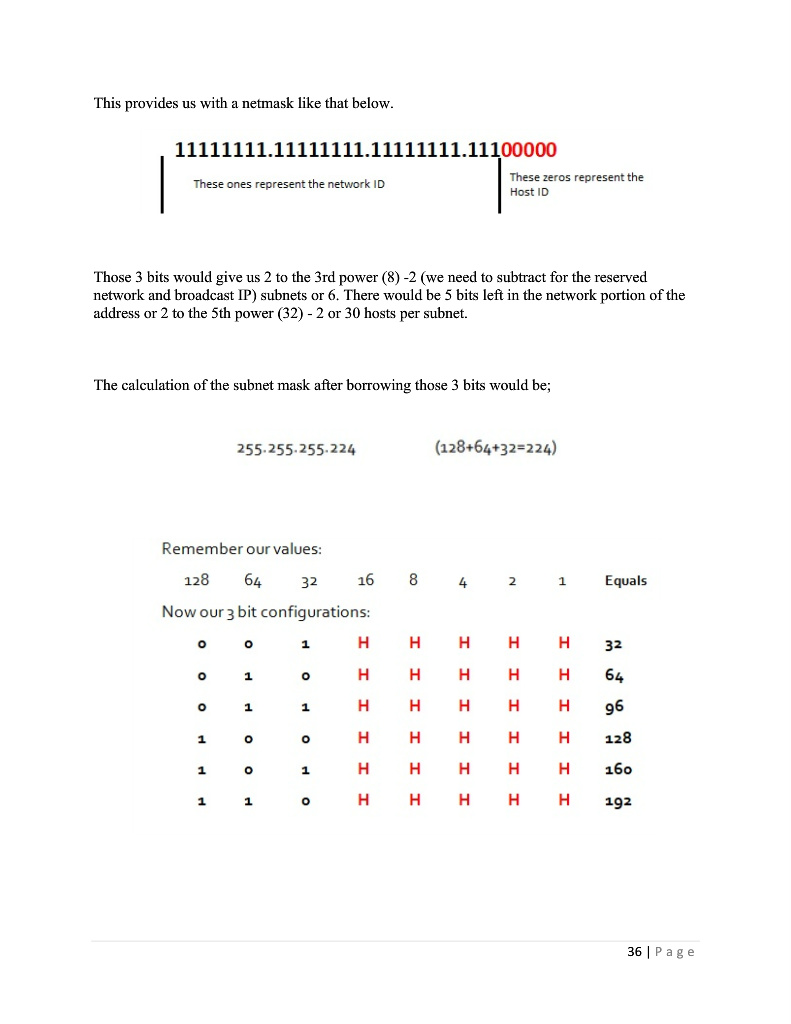 This provides us with a netmask like that below.
11111111.11111111.11111111.11100000
These ones represent the network ID
These zeros represent the
Host ID
Those 3 bits would give us 2 to the 3rd power (8) -2 (we need to subtract for the reserved
network and broadcast IP) subnets or 6. There would be 5 bits left in the network portion of the
address or 2 to the 5th power (32) - 2 or 30 hosts per subnet.
The calculation of the subnet mask after borrowing those 3 bits would be;
255.255.255.224 (128+64+32=224)
Remember our values:
128 64 32 16 8 4 2 1 Equals
Now our 3 bit configurations:
0 0 1 H H H H H 32
0 1 0 H H H H H 64
0 1 1 H H H H H 96
1 0 0 H H H H H 128
1 0 1 H H H H H 160
1 1 0 H H H H H 192
36 | Page